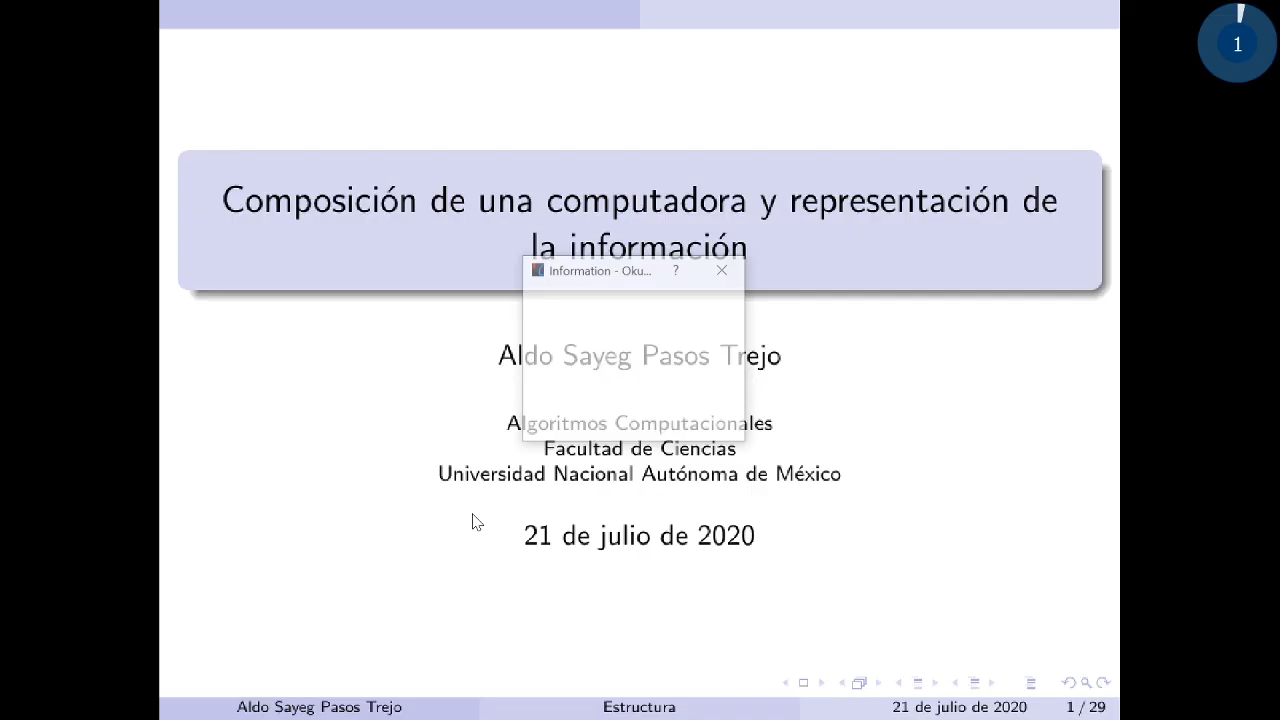 1
Composición de una computadora y representación de
la información
Information - Oku... ?
Aldo Sayeg Pasos Trejo
Algoritmos Computacionales
Facultad de Ciencias
Universidad Nacional Autónoma de México
21 de julio de 2020
Aldo Sayeg Pasos Trejo Estructura 21 de julio de 2020 1 / 29